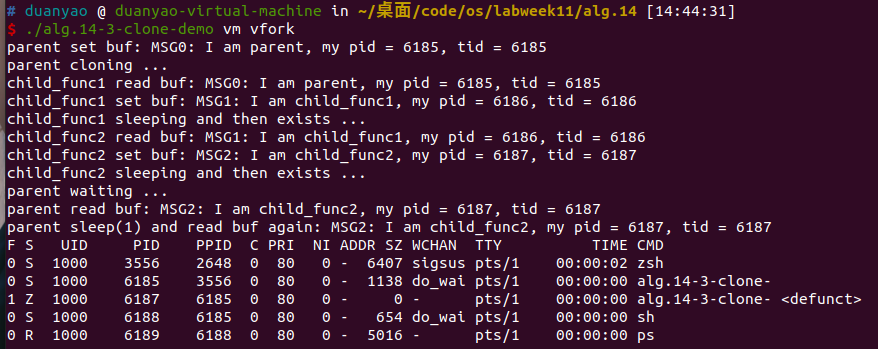 # duanyao @ duanyao-virtual-machine in ~/桌面/code/os/labweek11/alg.14 [14:44:31]
$ ./alg.14-3-clone-demo vm vfork
parent set buf: MSG0: I am parent, my pid = 6185, tid = 6185
parent cloning ...
child_func1 read buf: MSG0: I am parent, my pid = 6185, tid = 6185
child_func1 set buf: MSG1: I am child_func1, my pid = 6186, tid = 6186
child_func1 sleeping and then exists ...
child_func2 read buf: MSG1: I am child_func1, my pid = 6186, tid = 6186
child_func2 set buf: MSG2: I am child_func2, my pid = 6187, tid = 6187
child_func2 sleeping and then exists ...
parent waiting ...
parent read buf: MSG2: I am child_func2, my pid = 6187, tid = 6187
parent sleep(1) and read buf again: MSG2: I am child_func2, my pid = 6187, tid = 6187
F S   UID     PID    PPID  C PRI  NI ADDR SZ WCHAN  TTY          TIME CMD
0 S  1000    3556    2648  0  80   0 -  6407 sigsus pts/1    00:00:02 zsh
0 S  1000    6185    3556  0  80   0 -  1138 do_wai pts/1    00:00:00 alg.14-3-clone-
1 Z  1000    6187    6185  0  80   0 -     0 -      pts/1    00:00:00 alg.14-3-clone- <defunct>
0 S  1000    6188    6185  0  80   0 -   654 do_wai pts/1    00:00:00 sh
0 R  1000    6189    6188  0  80   0 -  5016 -      pts/1    00:00:00 ps